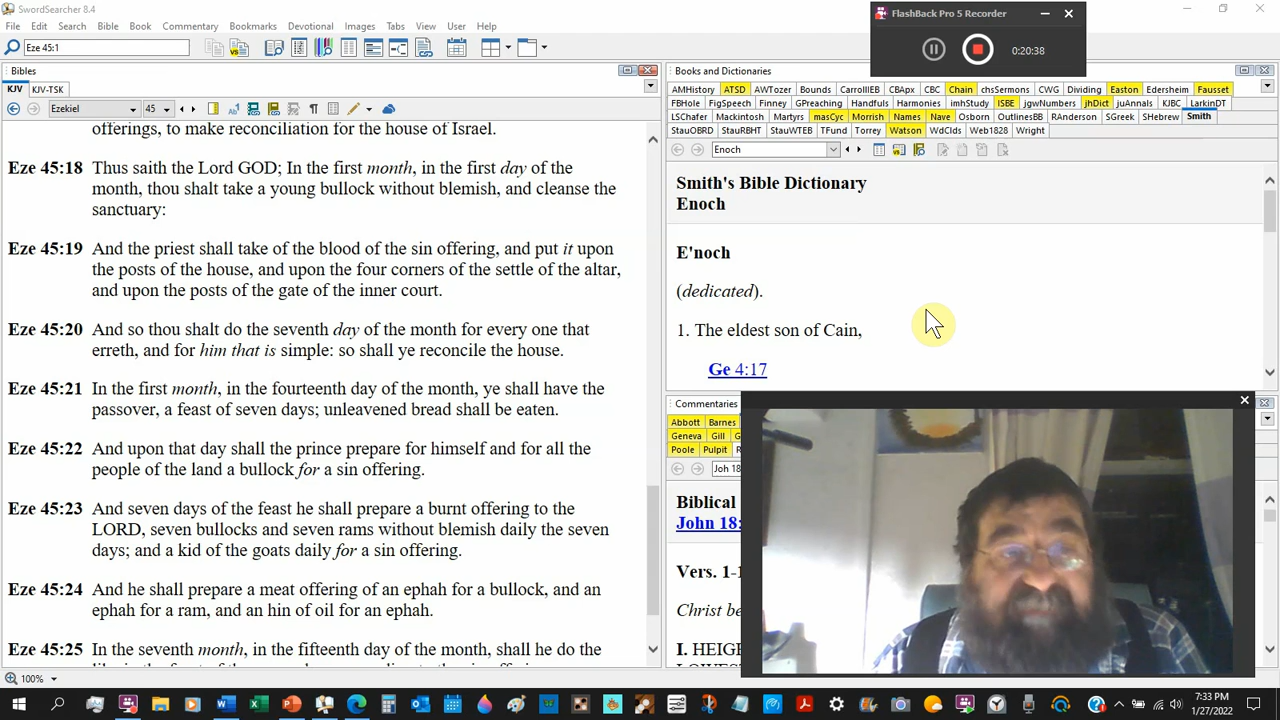 SwordSearcher 8.4
File Edit Search Bible Book Commentary Bookmarks Devotional Images Tabs View User Help
Eze 45:1
Bibles
KJV KJV-TSK
Ezekiel 45
offerings, to make reconciliation for the house of Israel.
Eze 45:18 Thus saith the Lord GOD; In the first month, in the first day of the
month, thou shalt take a young bullock without blemish, and cleanse the
sanctuary:
Eze 45:19 And the priest shall take of the blood of the sin offering, and put it upon
the posts of the house, and upon the four corners of the settle of the altar,
and upon the posts of the gate of the inner court.
Eze 45:20 And so thou shalt do the seventh day of the month for every one that
erreth, and for him that is simple: so shall ye reconcile the house.
Eze 45:21 In the first month, in the fourteenth day of the month, ye shall have the
passover, a feast of seven days; unleavened bread shall be eaten.
Eze 45:22 And upon that day shall the prince prepare for himself and for all the
people of the land a bullock for a sin offering.
Eze 45:23 And seven days of the feast he shall prepare a burnt offering to the
LORD, seven bullocks and seven rams without blemish daily the seven
days; and a kid of the goats daily for a sin offering.
Eze 45:24 And he shall prepare a meat offering of an ephah for a bullock, and an
ephah for a ram, and an hin of oil for an ephah.
Eze 45:25 In the seventh month, in the fifteenth day of the month, shall he do the
100%
FlashBack Pro 5 Recorder
0:20:38
Books and Dictionaries
AMHistory ATSD AWTozer Bounds CarrollIEB CBApx CBC Chain chsSermons CWG Dividing Easton Edersheim Fausset
FBHole FigSpeech Finney GPreaching Handfuls Harmonies imhStudy ISBE jgwNumbers jhDict juAnnals KJBC LarkinDT
LSChafer Mackintosh Martyrs masCyc Morrish Names Nave Osborn OutlinesBB RAnderson SGreek SHebrew Smith
StauOBRD StauRBHT StauWTEB TFund Torrey Watson WdClds Web1828 Wright
Enoch
Smith's Bible Dictionary
Enoch
E'noch
(dedicated).
1. The eldest son of Cain,
Ge 4:17
Commentaries
Abbott Barnes
Geneva Gill
Poole Pulpit
Joh 18
Biblical
John 18:
Vers. 1-1
Christ be
I. HEIGH
7:33 PM
1/27/2022